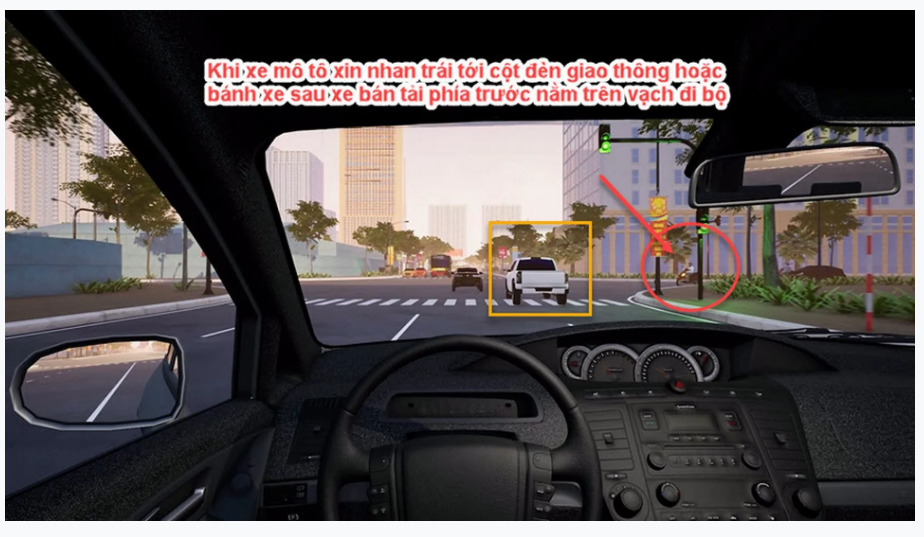 Khi xe mô tô xin nhan trái tới cột đèn giao thông hoặc
bánh xe sau xe bán tải phía trước nằm trên vạch đi bộ